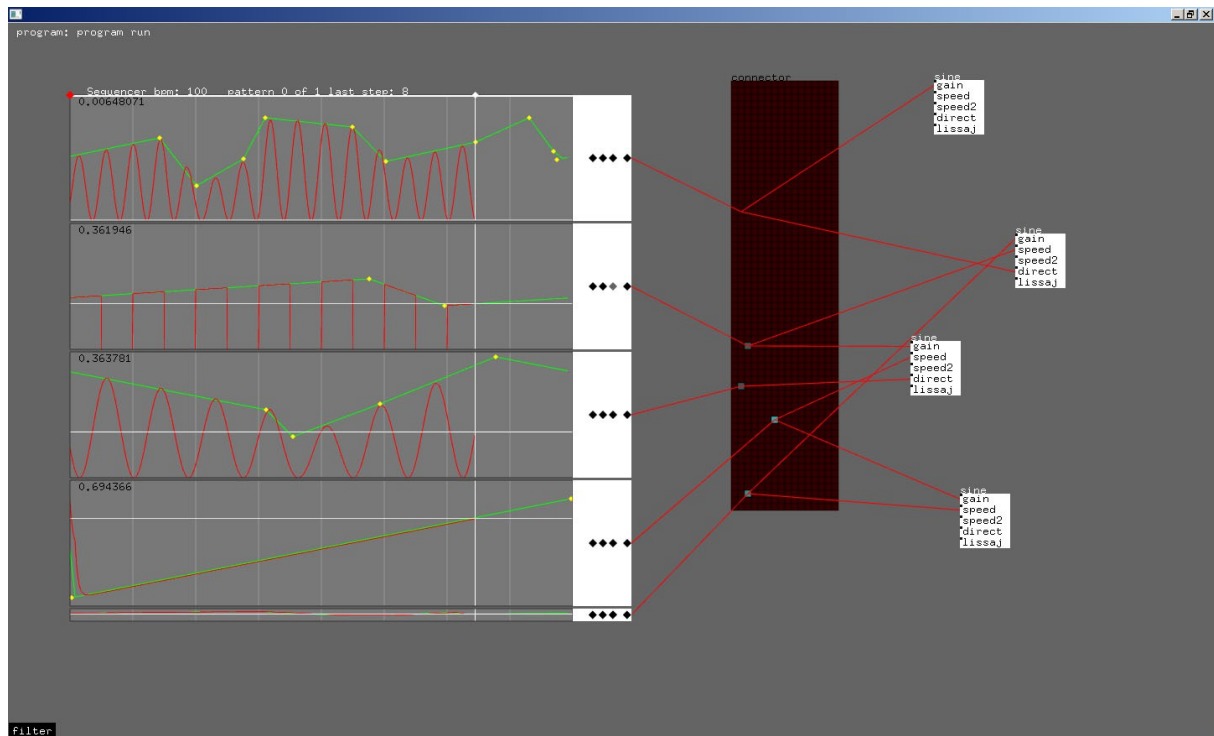 program: program run
Sequencer bpm: 100 pattern 0 of 1 last step: 8
0.00648071
0.361946
0.363781
0.694366
connector
sine
gain
speed
speed2
direct
lissaj
sine
gain
speed
speed2
direct
lissaj
sine
gain
speed
speed2
direct
lissaj
sine
gain
speed
speed2
direct
lissaj
filter